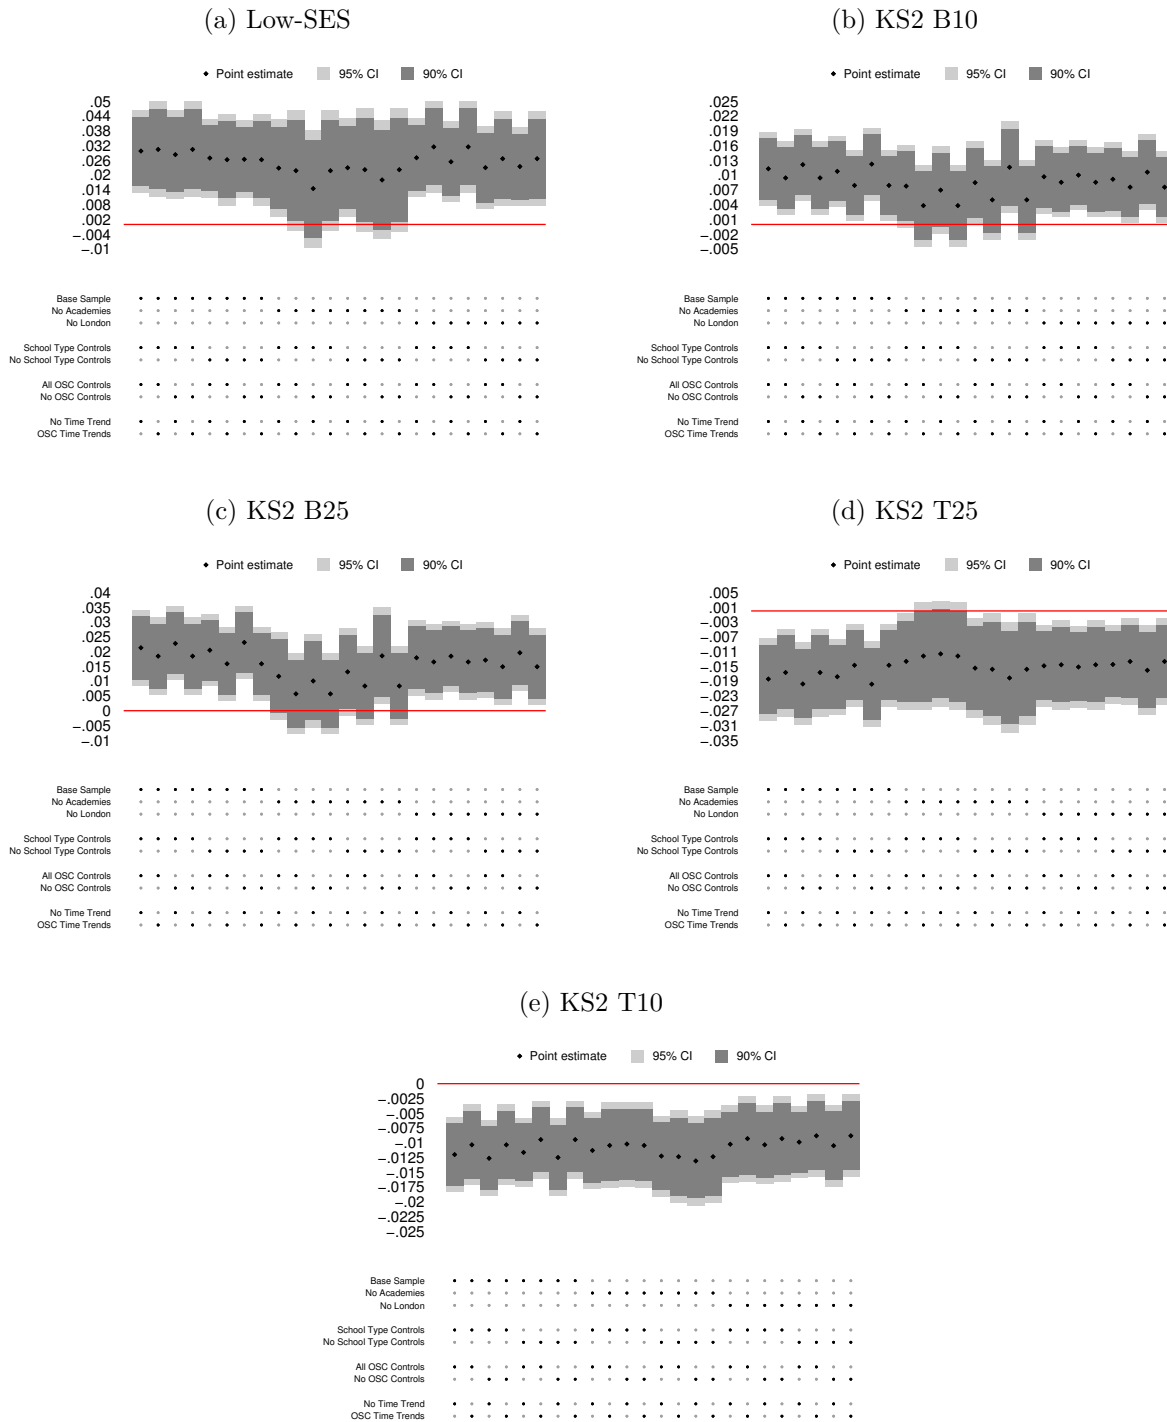 (a) Low-SES
Point estimate 95% CI 90% CI
.05
.044
.038
.032
.026
.02
.014
.008
.002
−.004
−.01
Base Sample
No Academies
No London
School Type Controls
No School Type Controls
All OSC Controls
No OSC Controls
No Time Trend
OSC Time Trends
(b) KS2 B10
Point estimate 95% CI 90% CI
.025
.022
.019
.016
.013
.01
.007
.004
.001
−.002
−.005
Base Sample
No Academies
No London
School Type Controls
No School Type Controls
All OSC Controls
No OSC Controls
No Time Trend
OSC Time Trends
(c) KS2 B25
Point estimate 95% CI 90% CI
.04
.035
.03
.025
.02
.015
.01
.005
0
−.005
−.01
Base Sample
No Academies
No London
School Type Controls
No School Type Controls
All OSC Controls
No OSC Controls
No Time Trend
OSC Time Trends
(d) KS2 T25
Point estimate 95% CI 90% CI
.005
.001
−.003
−.007
−.011
−.015
−.019
−.023
−.027
−.031
−.035
Base Sample
No Academies
No London
School Type Controls
No School Type Controls
All OSC Controls
No OSC Controls
No Time Trend
OSC Time Trends
(e) KS2 T10
Point estimate 95% CI 90% CI
0
−.0025
−.005
−.0075
−.01
−.0125
−.015
−.0175
−.02
−.0225
−.025
Base Sample
No Academies
No London
School Type Controls
No School Type Controls
All OSC Controls
No OSC Controls
No Time Trend
OSC Time Trends